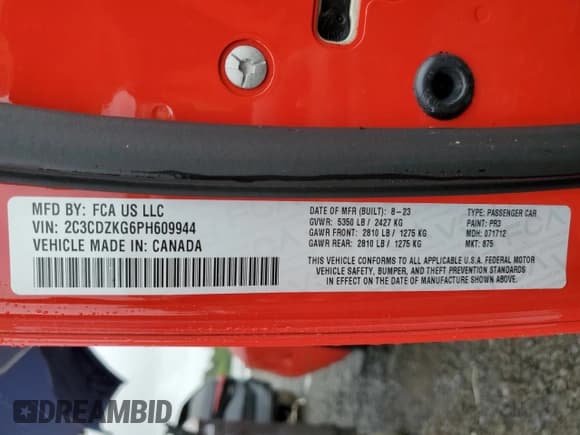 MFD BY: FCA US LLC
VIN: 2C3CDZKG6PH609944
VEHICLE MADE IN: CANADA
DATE OF MFR (BUILT): 8-23
GVWR: 5350 LB / 2427 KG
GAWR FRONT: 2810 LB / 1275 KG
GAWR REAR: 2810 LB / 1275 KG
TYPE: PASSENGER CAR
PAINT: PR3
MDH: 071712
MKT: 875
THIS VEHICLE CONFORMS TO ALL APPLICABLE U.S.A. FEDERAL MOTOR
VEHICLE SAFETY, BUMPER, AND THEFT PREVENTION STANDARDS
IN EFFECT ON THE DATE OF MANUFACTURE SHOWN ABOVE.
DREAMBID